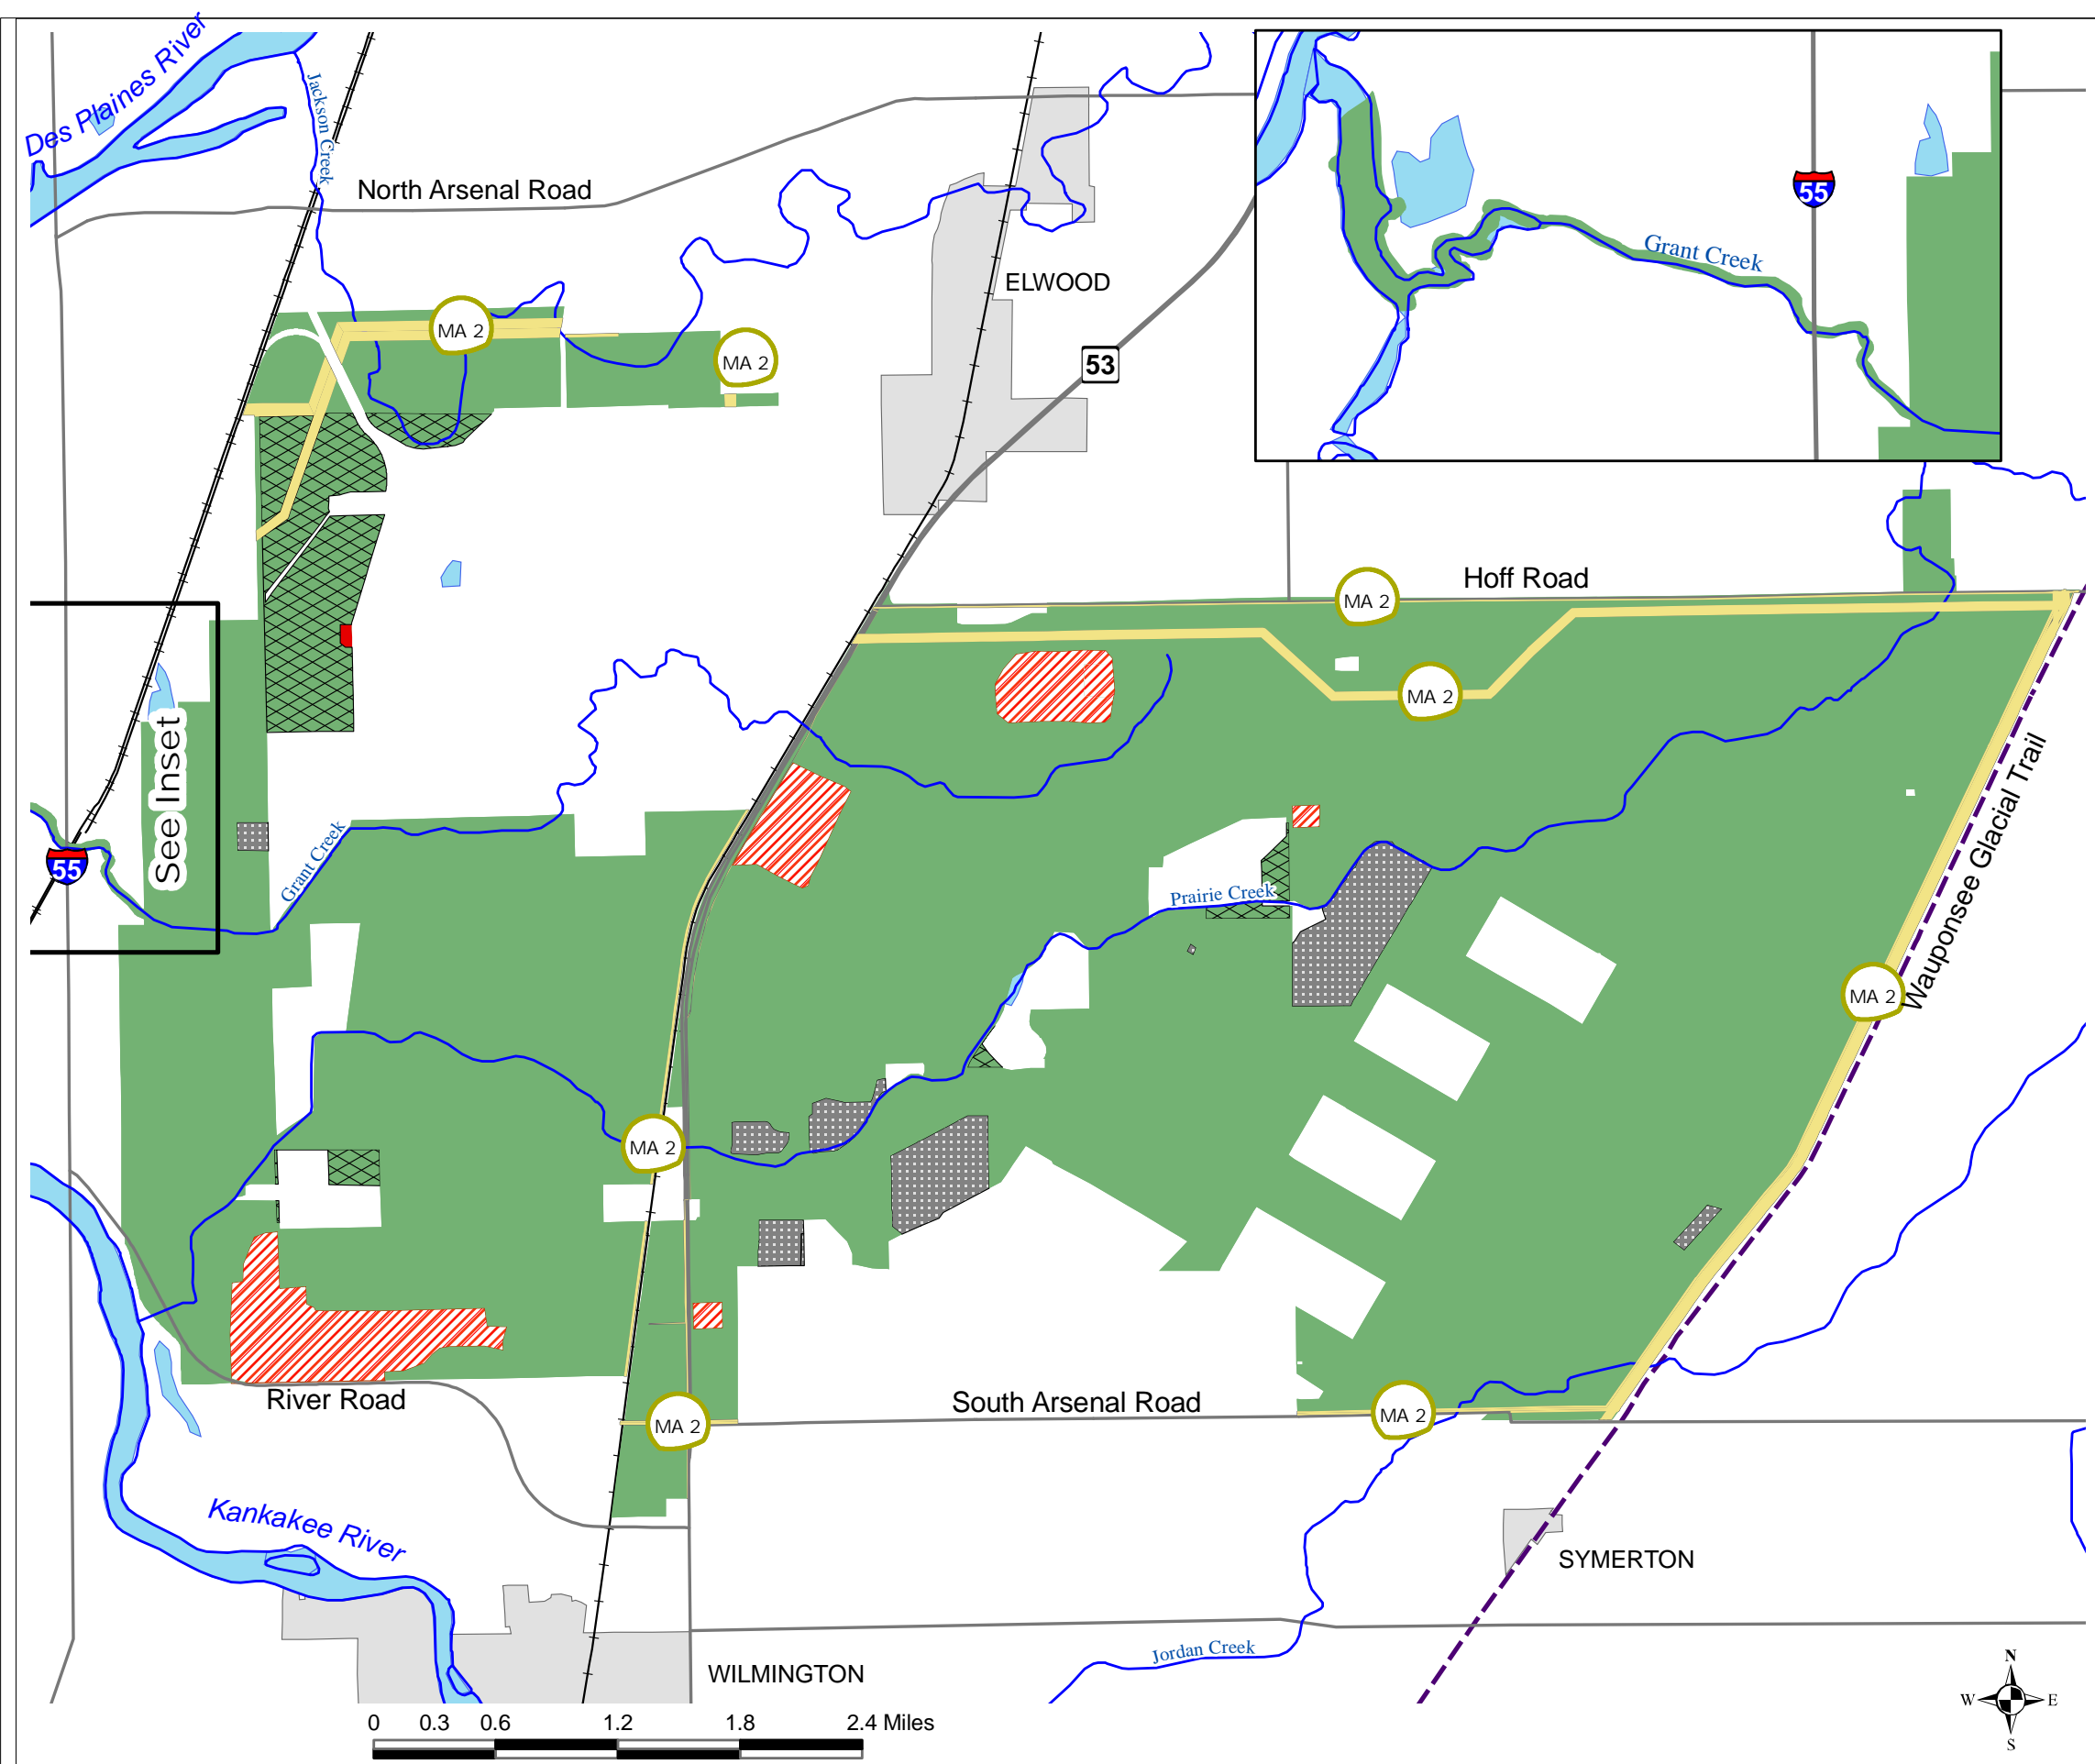 Des Plaines River
Jackson Creek
North Arsenal Road
ELWOOD
53
Grant Creek
55
MA 2
MA 2
Hoff Road
MA 2
MA 2
See Inset
55
Grant Creek
Prairie Creek
Wauponsee Glacial Trail
MA 2
MA 2
River Road
South Arsenal Road
MA 2
MA 2
Kankakee River
SYMERTON
WILMINGTON
Jordan Creek
N
W E
S
0 0.3 0.6 1.2 1.8 2.4 Miles